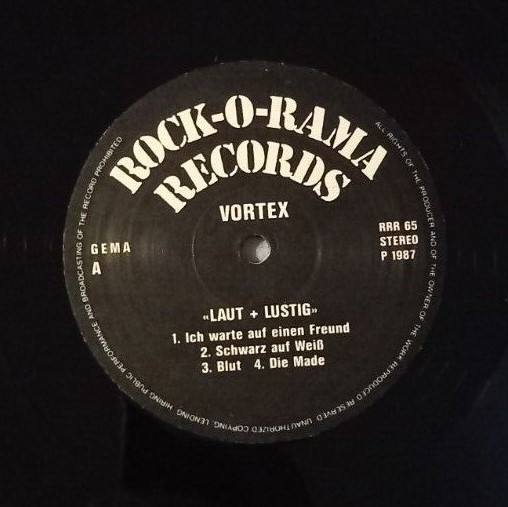 ROCK-O-RAMA
RECORDS
VORTEX
GEMA
A
RRR 65
STEREO
P 1987
«LAUT + LUSTIG»
1. Ich warte auf einen Freund
2. Schwarz auf Weiß
3. Blut 4. Die Made
ALL RIGHTS OF THE PRODUCER AND OF THE OWNER OF THE WORK REPRODUCED RESERVED. UNAUTHORIZED COPYING, LENDING, HIRING PUBLIC PERFORMANCE AND BROADCASTING OF THE RECORD PROHIBITED